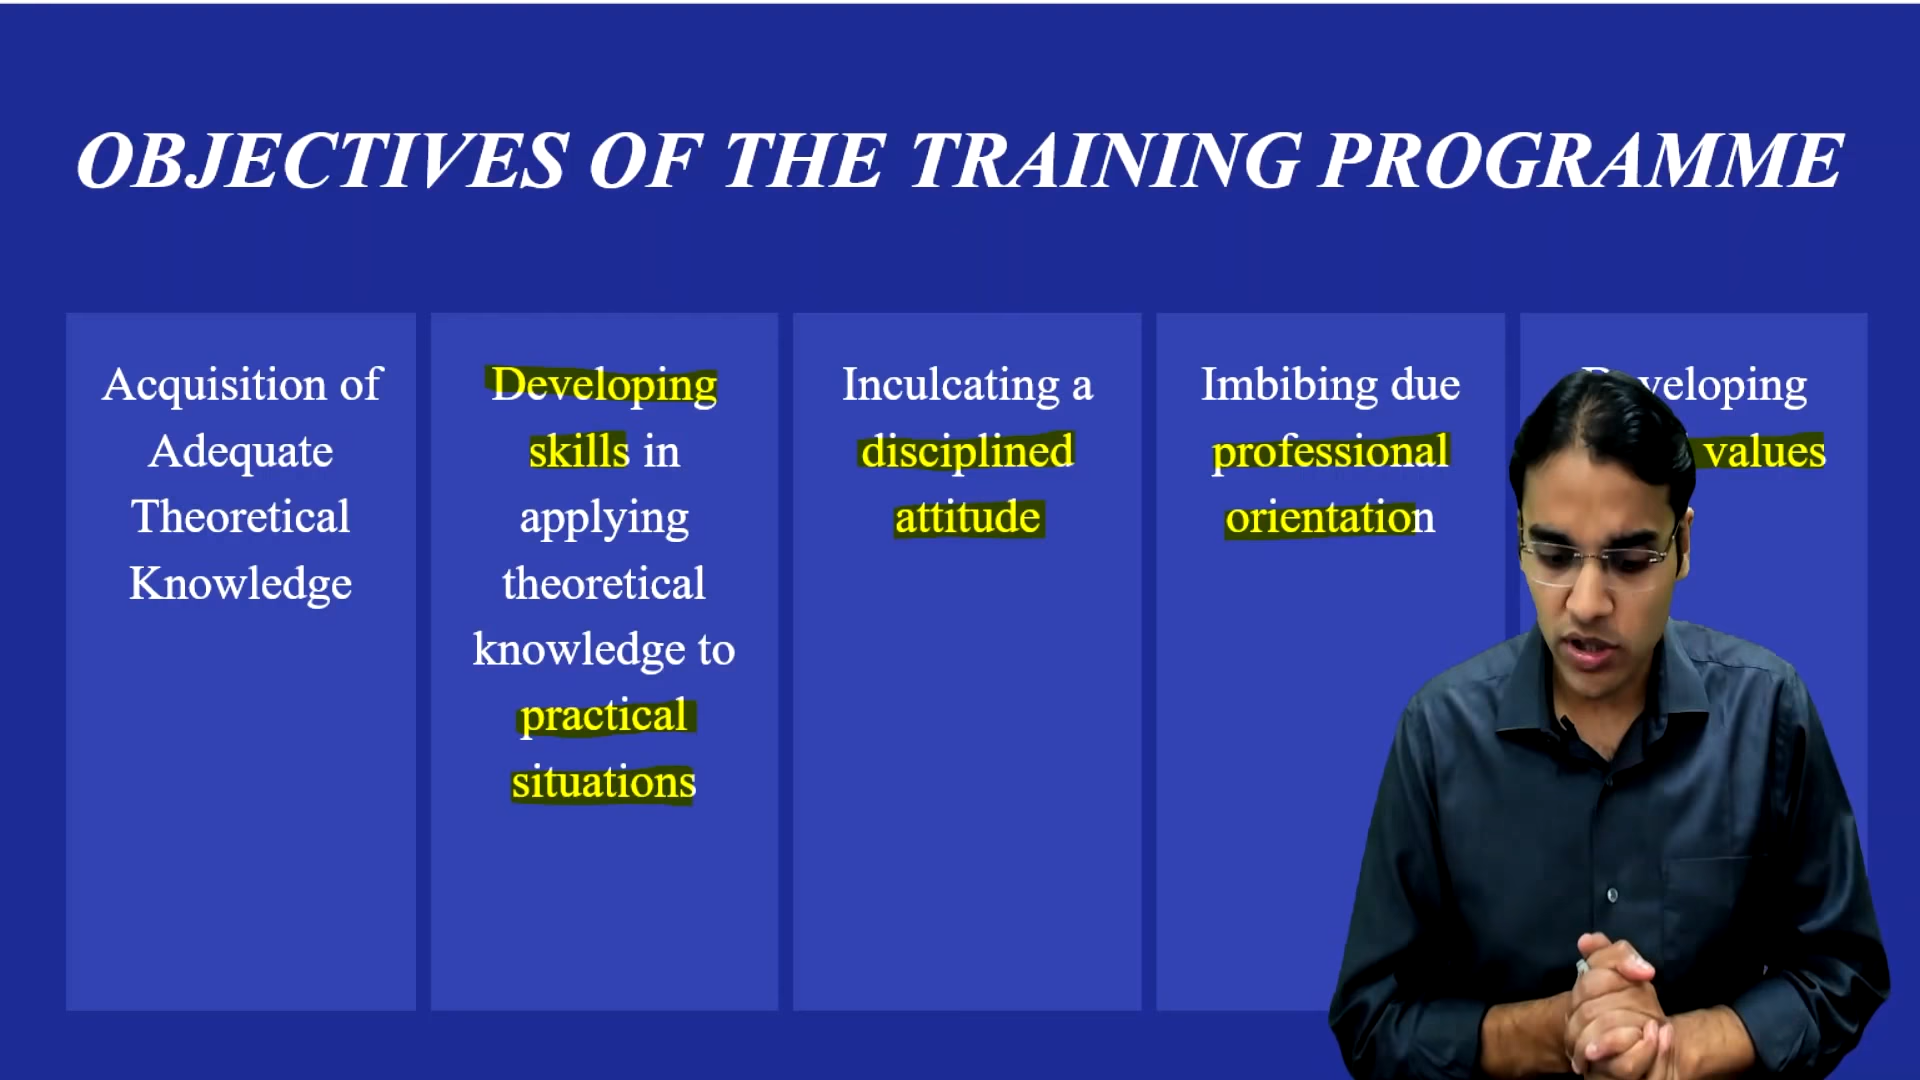 OBJECTIVES OF THE TRAINING PROGRAMME
Acquisition of
Adequate
Theoretical
Knowledge
Developing
skills in
applying
theoretical
knowledge to
practical
situations
Inculcating a
disciplined
attitude
Imbibing due
professional
orientation
Developing
values